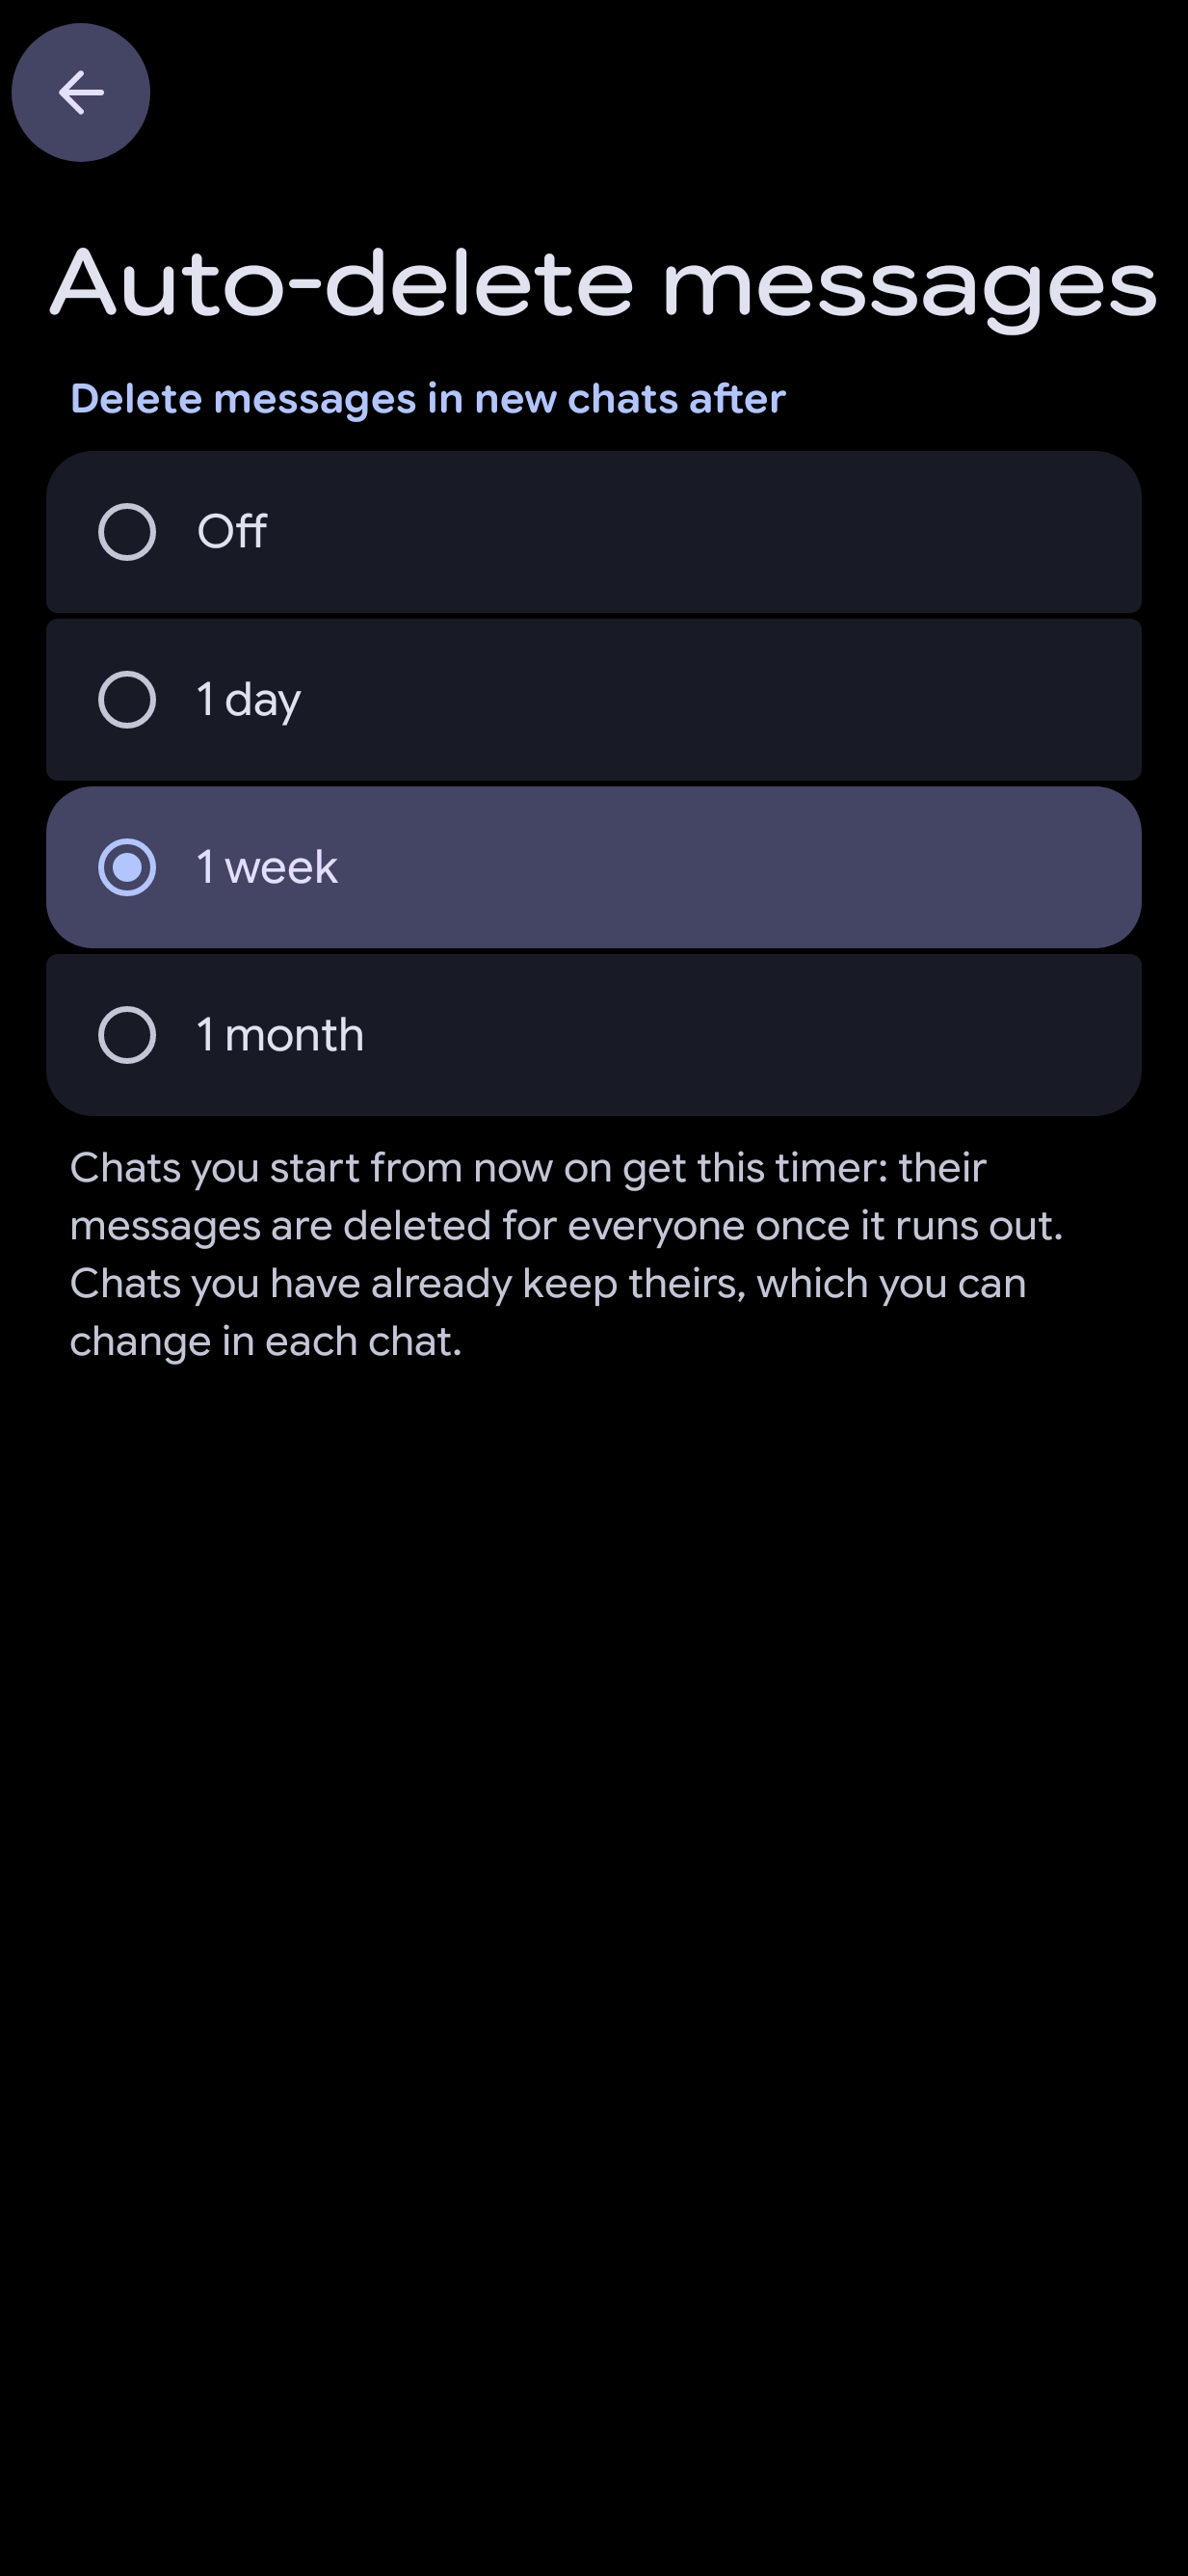 Auto-delete messages
Delete messages in new chats after
Off
1 day
1 week
1 month
Chats you start from now on get this timer: their
messages are deleted for everyone once it runs out.
Chats you have already keep theirs, which you can
change in each chat.